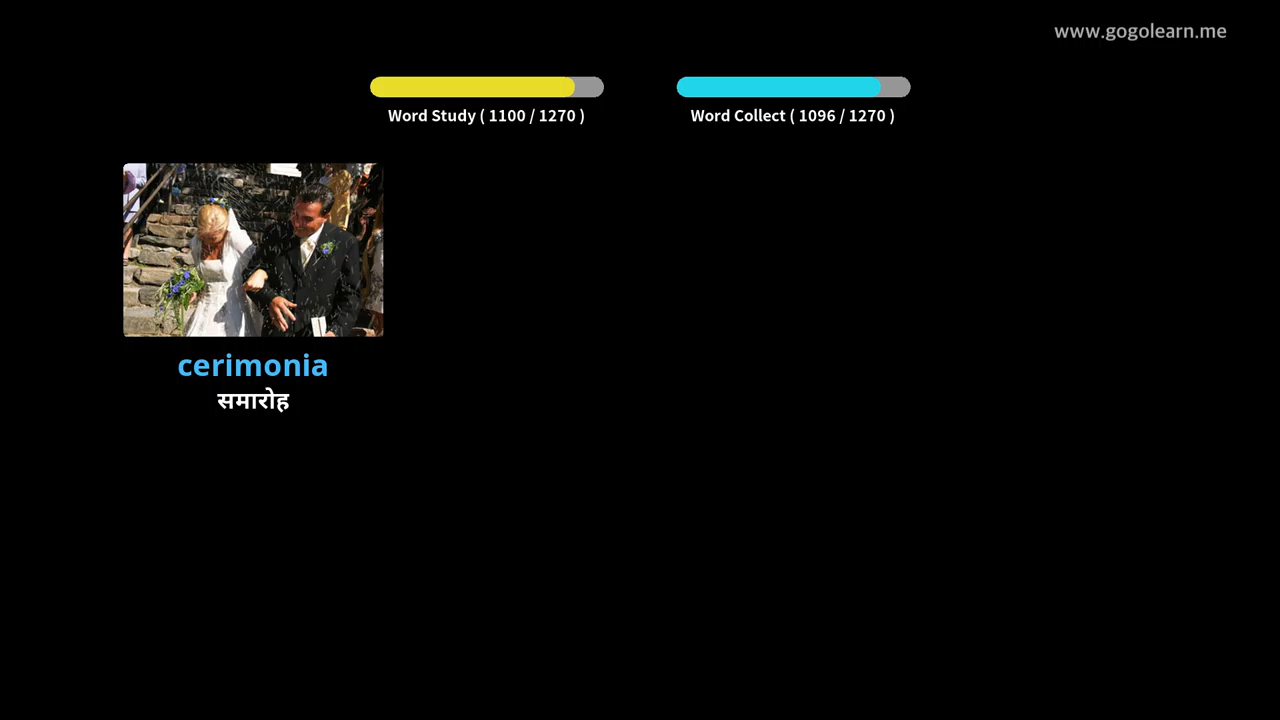 www.gogolearn.me
Word Study ( 1100 / 1270 )
Word Collect ( 1096 / 1270 )
cerimonia
समारोह